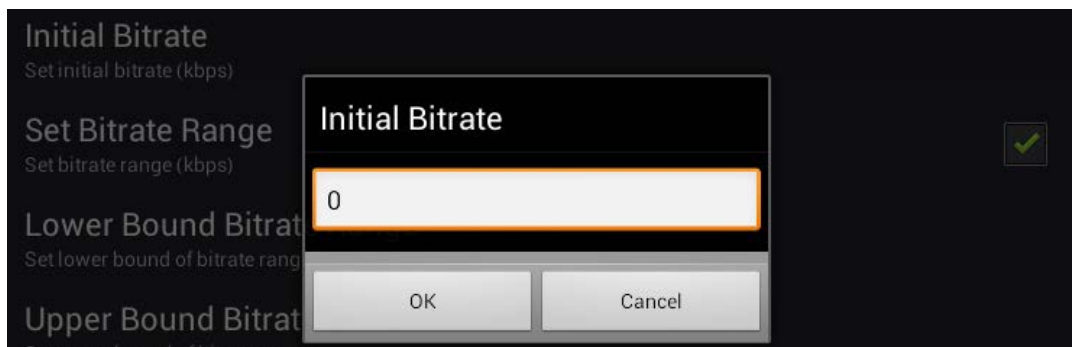 Initial Bitrate
Set initial bitrate (kbps)
Set Bitrate Range
Set bitrate range (kbps)
Lower Bound Bitrat
Set lower bound of bitrate rang
Upper Bound Bitrat
Initial Bitrate
0
OK
Cancel